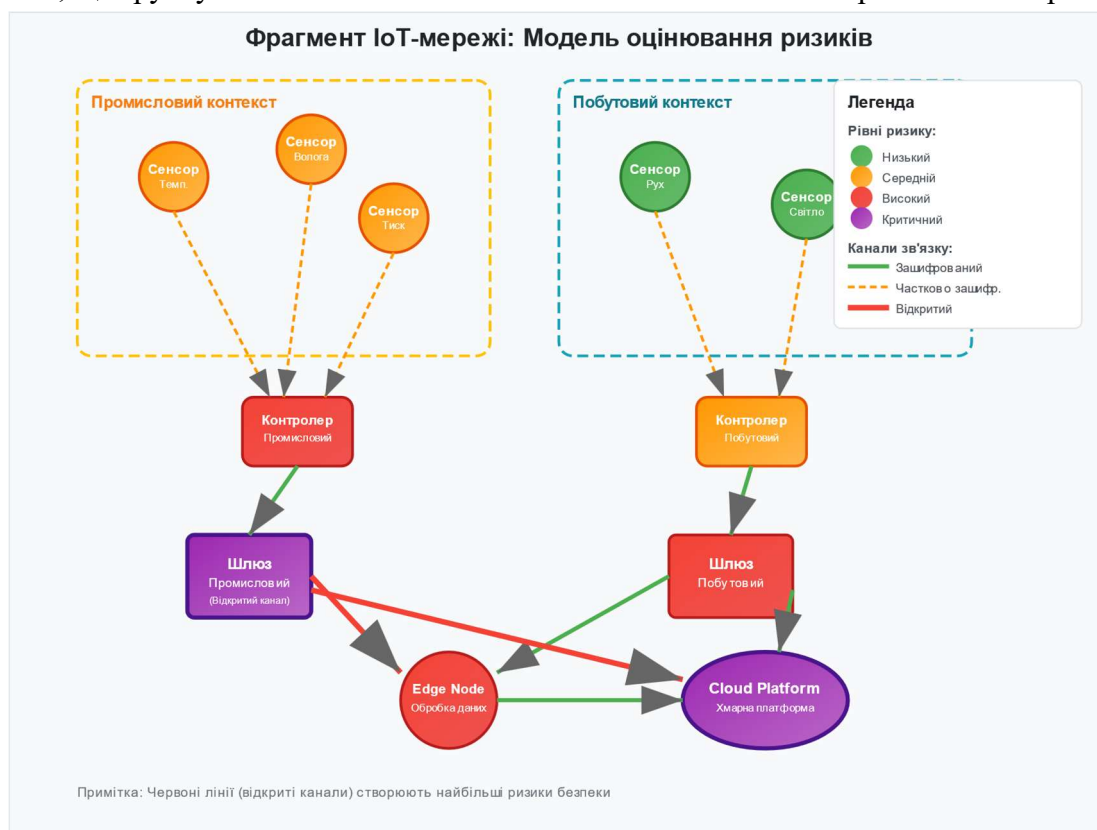 Фрагмент IoT-мережі: Модель оцінювання ризиків
Промисловий контекст
Сенсор
Темп.
Сенсор
Волога
Сенсор
Тиск
Побутовий контекст
Сенсор
Рух
Сенсор
Світло
Легенда
Рівні ризику:
Низький
Середній
Високий
Критичний
Канали зв'язку:
Зашифрований
Частково зашифр.
Відкритий
Контролер
Промисловий
Контролер
Побутовий
Шлюз
Промисловий
(Відкритий канал)
Шлюз
Побутовий
Edge Node
Обробка даних
Cloud Platform
Хмарна платформа
Примітка: Червоні лінії (відкриті канали) створюють найбільші ризики безпеки